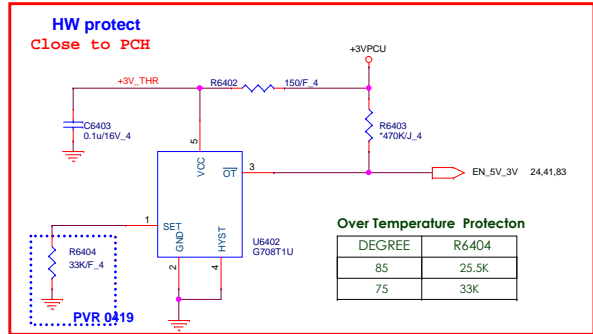 HW protect
Close to PCH
+3VPCU
+3V_THR
R6402
150/F_4
C6403
0.1u/16V_4
R6403
*470K/J_4
5
VCC
OT
3
EN_5V_3V
24,41,83
1
SET
GND
HYST
U6402
G708T1U
R6404
33K/F_4
2
4
PVR 0419
Over Temperature Protecton
DEGREE R6404
85 25.5K
75 33K